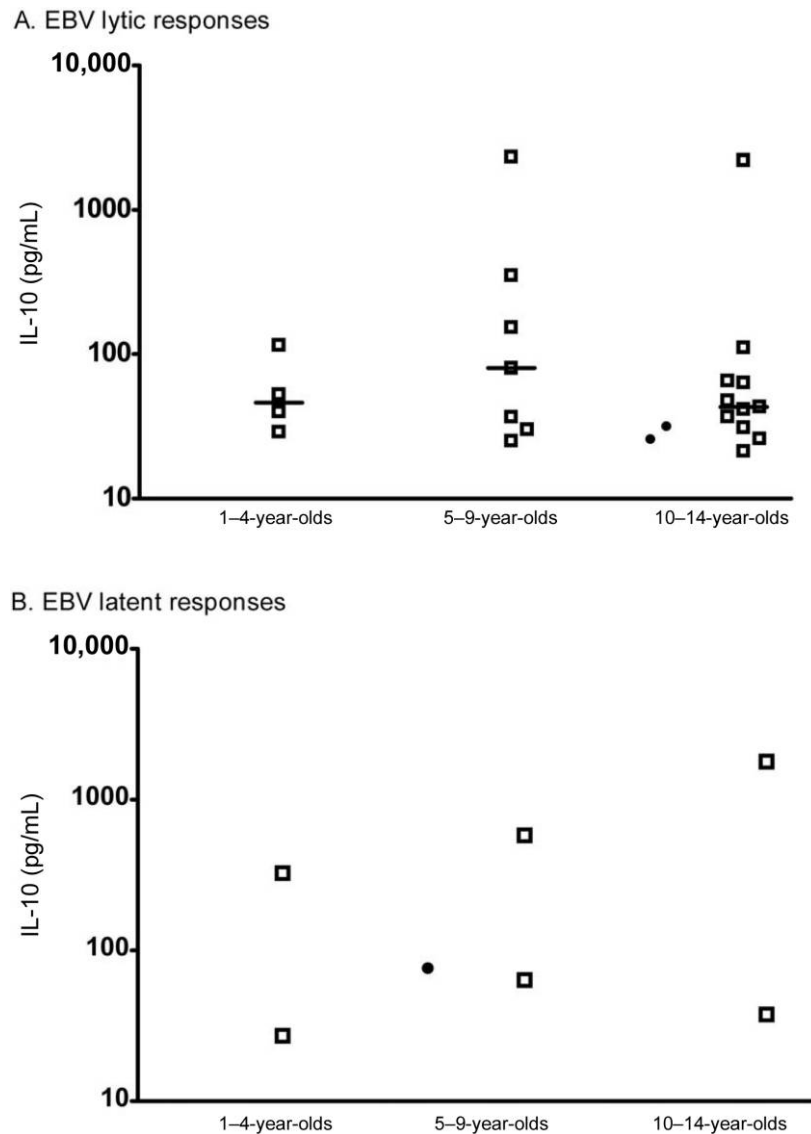 A. EBV lytic responses
10,000
1000
100
10
IL-10 (pg/mL)
1–4-year-olds 5–9-year-olds 10–14-year-olds
B. EBV latent responses
10,000
1000
100
10
IL-10 (pg/mL)
1–4-year-olds 5–9-year-olds 10–14-year-olds